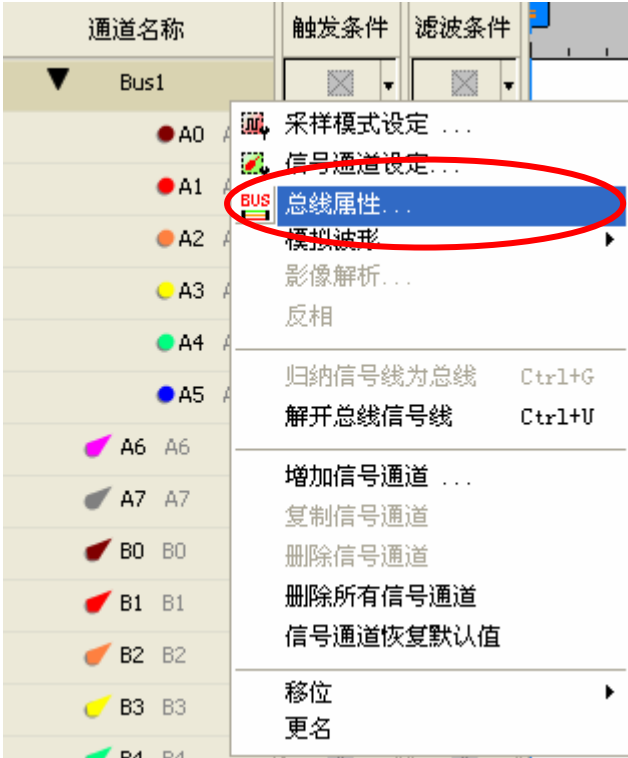 通道名称 触发条件 滤波条件
Bus1
A0 A
采样模式设定 ...
信号通道设定...
A1 A
BUS 总线属性...
A2 A
模拟波形
影像解析...
A3 A
反相
A4 A
归纳信号线为总线 Ctrl+G
A5 A
解开总线信号线 Ctrl+U
A6 A6
增加信号通道 ...
A7 A7
复制信号通道
B0 B0
删除信号通道
B1 B1
删除所有信号通道
信号通道恢复默认值
B2 B2
移位
B3 B3
更名
B4 B4